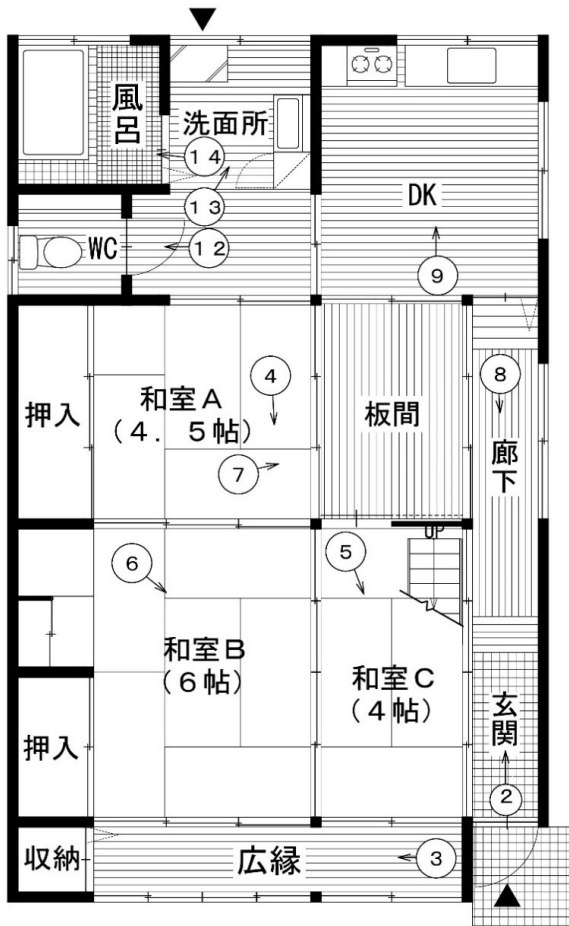 ▼
風呂
洗面所
14
13
DK
WC
12
9
押入
和室A
(4. 5帖)
4
7
板間
8
廊下
UP
6
5
和室B
(6帖)
和室C
(4帖)
押入
玄関
2
収納
広縁
3
▲